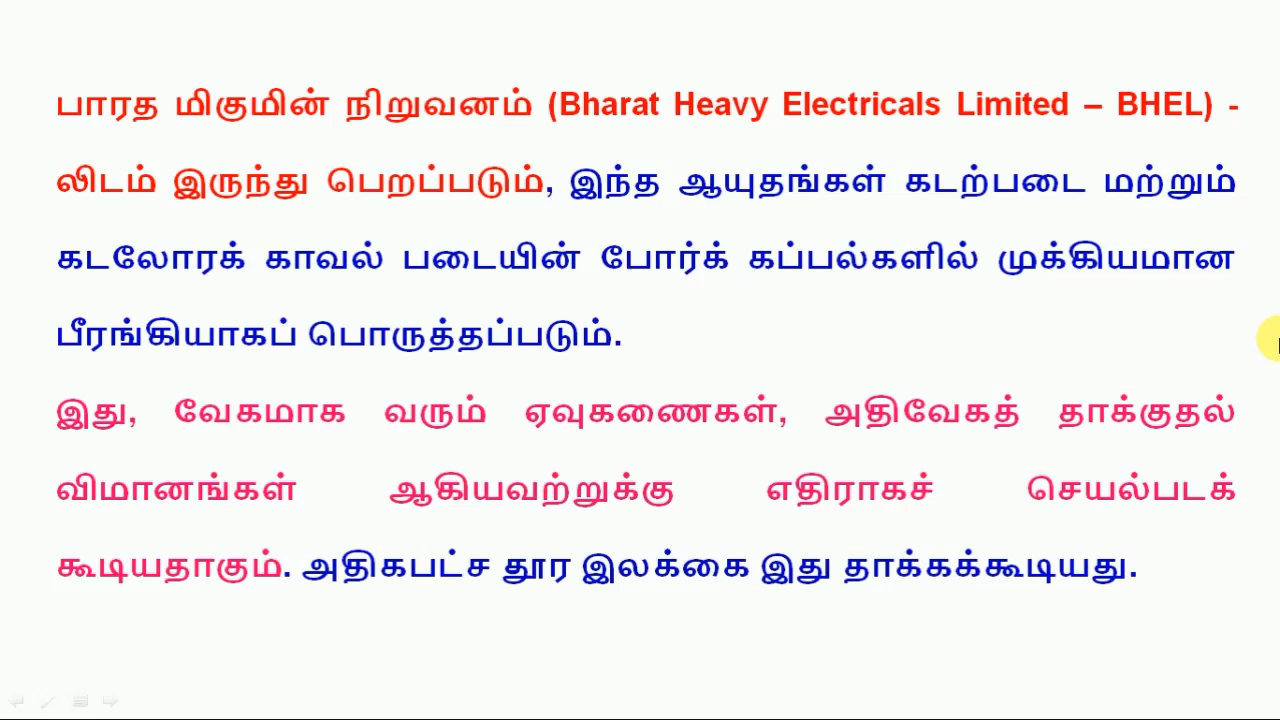 பாரத மிகுமின் நிறுவனம் (Bharat Heavy Electricals Limited – BHEL) -
லிடம் இருந்து பெறப்படும், இந்த ஆயுதங்கள் கடற்படை மற்றும்
கடலோரக் காவல் படையின் போர்க் கப்பல்களில் முக்கியமான
பீரங்கியாகப் பொருத்தப்படும்.
இது, வேகமாக வரும் ஏவுகணைகள், அதிவேகத் தாக்குதல்
விமானங்கள் ஆகியவற்றுக்கு எதிராகச் செயல்படக்
கூடியதாகும். அதிகபட்ச தூர இலக்கை இது தாக்கக்கூடியது.